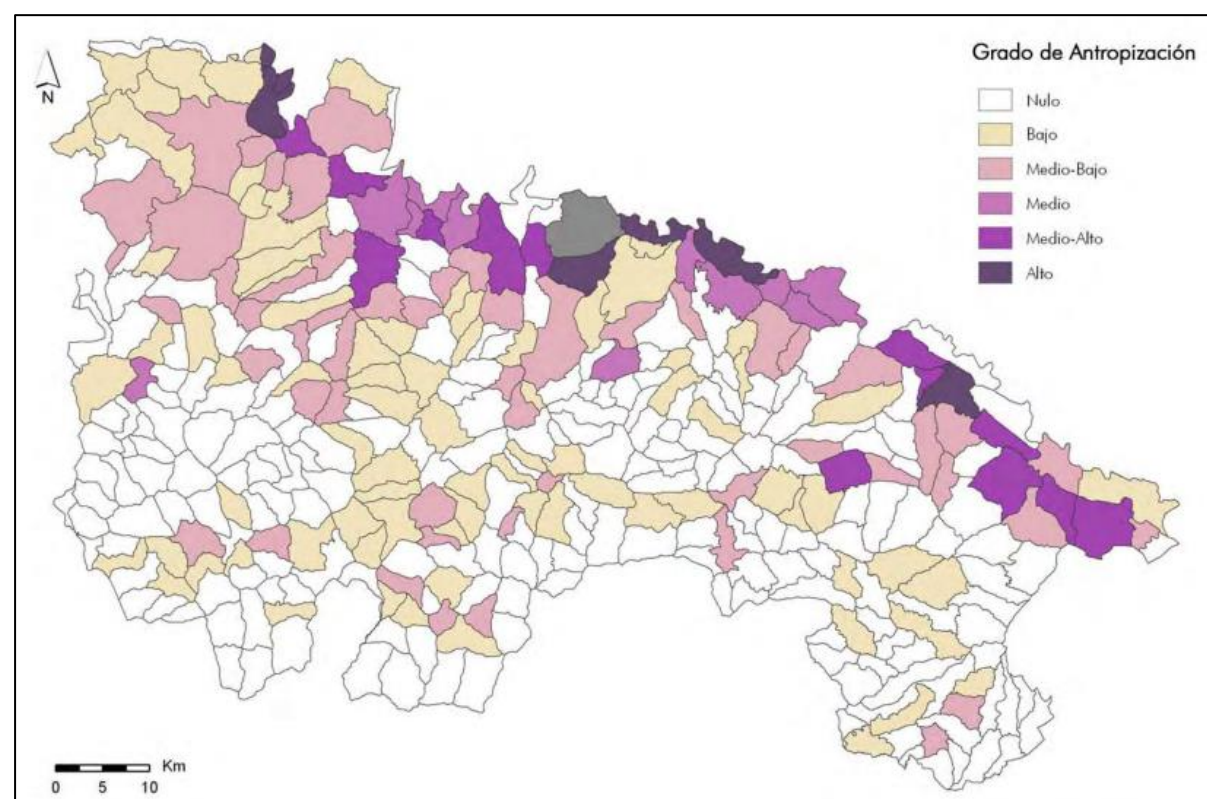 Grado de Antropización
N
Nulo
Bajo
Medio-Bajo
Medio
Medio-Alto
Alto
Km
0 5 10